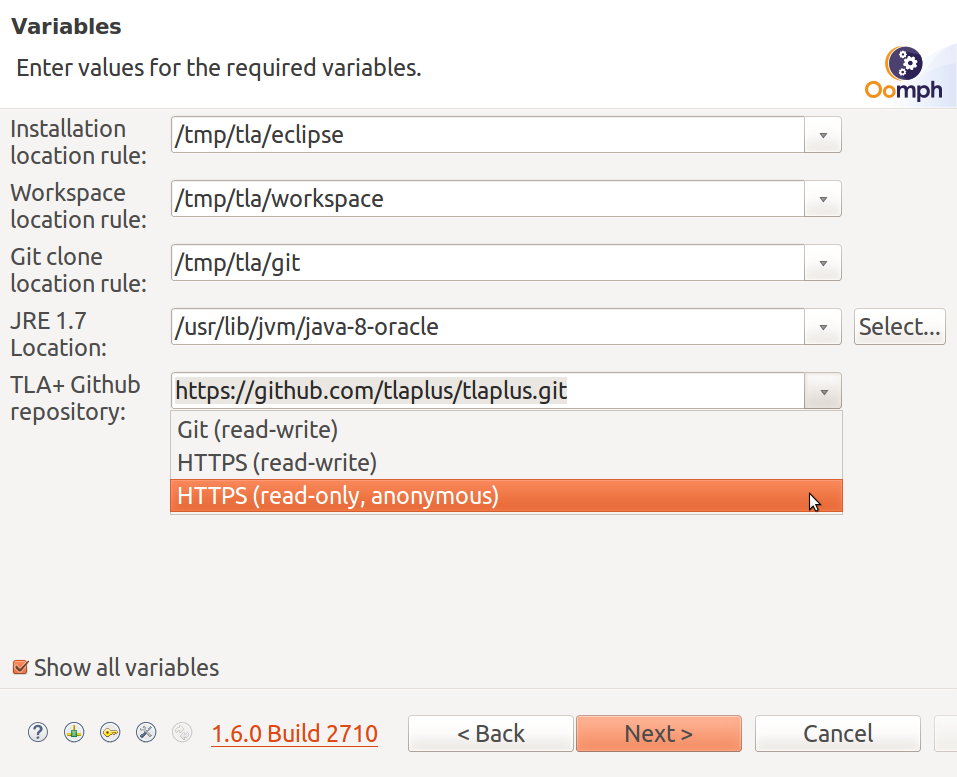 Variables
Enter values for the required variables.
Oomph
Installation
location rule:
/tmp/tla/eclipse
Workspace
location rule:
/tmp/tla/workspace
Git clone
location rule:
/tmp/tla/git
JRE 1.7
Location:
/usr/lib/jvm/java-8-oracle
Select...
TLA+ Github
repository:
https://github.com/tlaplus/tlaplus.git
Git (read-write)
HTTPS (read-write)
HTTPS (read-only, anonymous)
Show all variables
? 1.6.0 Build 2710 < Back Next > Cancel